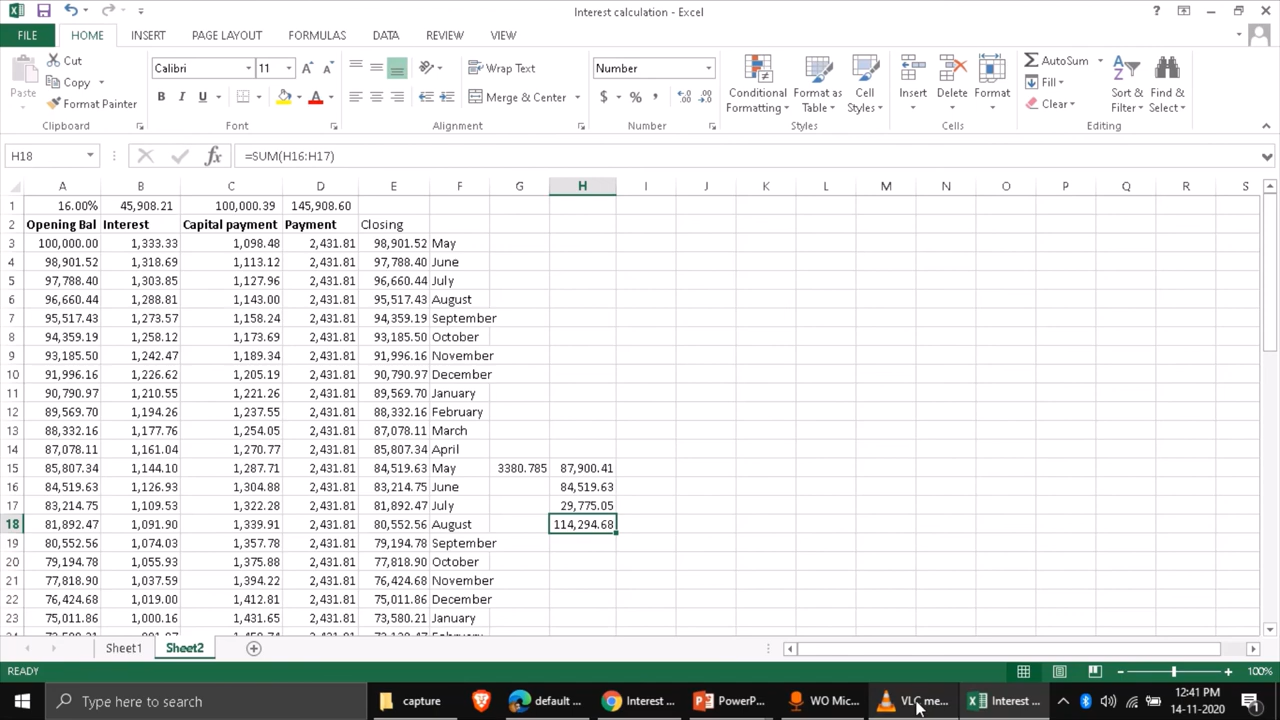 Interest calculation - Excel
FILE HOME INSERT PAGE LAYOUT FORMULAS DATA REVIEW VIEW
Paste Cut Copy Format Painter
Calibri 11
B I U A
Wrap Text
Merge & Center
Number
$ % ,
Conditional Formatting Format as Table Cell Styles
Insert Delete Format
AutoSum Fill Clear
Sort & Filter Find & Select
Clipboard Font Alignment Number Styles Cells Editing
H18 fx =SUM(H16:H17)
A B C D E F G H I J K L M N O P Q R S
1 16.00% 45,908.21 100,000.39 145,908.60
2 Opening Bal Interest Capital payment Payment Closing
3 100,000.00 1,333.33 1,098.48 2,431.81 98,901.52 May
4 98,901.52 1,318.69 1,113.12 2,431.81 97,788.40 June
5 97,788.40 1,303.85 1,127.96 2,431.81 96,660.44 July
6 96,660.44 1,288.81 1,143.00 2,431.81 95,517.43 August
7 95,517.43 1,273.57 1,158.24 2,431.81 94,359.19 September
8 94,359.19 1,258.12 1,173.69 2,431.81 93,185.50 October
9 93,185.50 1,242.47 1,189.34 2,431.81 91,996.16 November
10 91,996.16 1,226.62 1,205.19 2,431.81 90,790.97 December
11 90,790.97 1,210.55 1,221.26 2,431.81 89,569.70 January
12 89,569.70 1,194.26 1,237.55 2,431.81 88,332.16 February
13 88,332.16 1,177.76 1,254.05 2,431.81 87,078.11 March
14 87,078.11 1,161.04 1,270.77 2,431.81 85,807.34 April
15 85,807.34 1,144.10 1,287.71 2,431.81 84,519.63 May 3380.785 87,900.41
16 84,519.63 1,126.93 1,304.88 2,431.81 83,214.75 June 84,519.63
17 83,214.75 1,109.53 1,322.28 2,431.81 81,892.47 July 29,775.05
18 81,892.47 1,091.90 1,339.91 2,431.81 80,552.56 August 114,294.68
19 80,552.56 1,074.03 1,357.78 2,431.81 79,194.78 September
20 79,194.78 1,055.93 1,375.88 2,431.81 77,818.90 October
21 77,818.90 1,037.59 1,394.22 2,431.81 76,424.68 November
22 76,424.68 1,019.00 1,412.81 2,431.81 75,011.86 December
23 75,011.86 1,000.16 1,431.65 2,431.81 73,580.21 January
Sheet1 Sheet2
READY 100%
Type here to search capture default ... Interest ... PowerP... WO Mic... VLC me... Interest ... 12:41 PM
14-11-2020